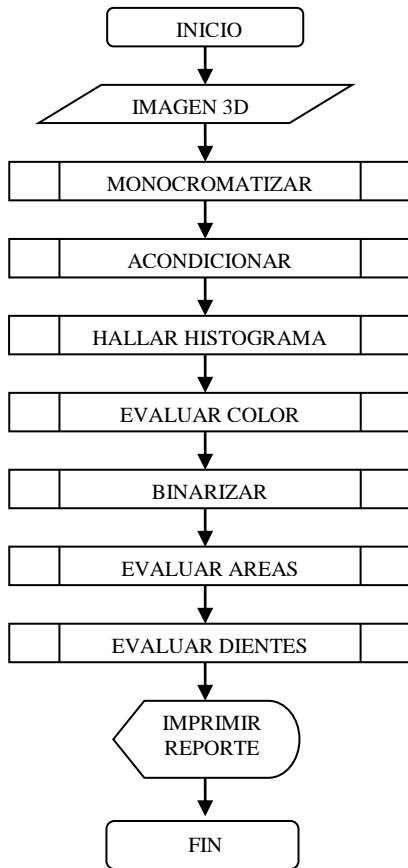 INICIO
IMAGEN 3D
MONOCROMATIZAR
ACONDICIONAR
HALLAR HISTOGRAMA
EVALUAR COLOR
BINARIZAR
EVALUAR AREAS
EVALUAR DIENTES
IMPRIMIR
REPORTE
FIN